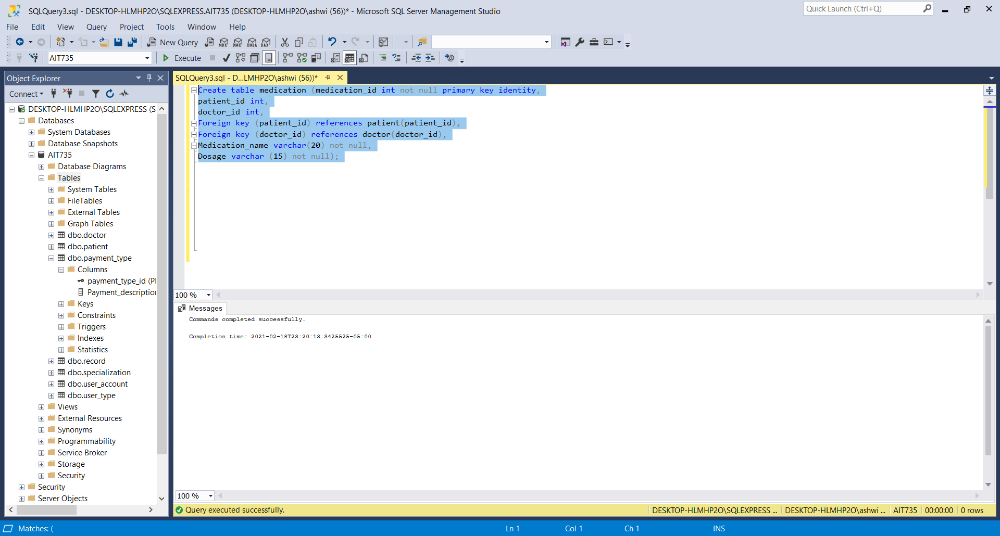 SQLQuery3.sql - DESKTOP-HLMHP2O\SQLEXPRESS.AIT735 (DESKTOP-HLMHP2O\ashwi (56))* - Microsoft SQL Server Management Studio
Quick Launch (Ctrl+Q)
File Edit View Query Project Tools Window Help
New Query MDX DMX XMLA DAX
AIT735 Execute
Object Explorer
Connect
DESKTOP-HLMHP2O\SQLEXPRESS (S
Databases
System Databases
Database Snapshots
AIT735
Database Diagrams
Tables
System Tables
FileTables
External Tables
Graph Tables
dbo.doctor
dbo.patient
dbo.payment_type
Columns
payment_type_id (P
Payment_description
Keys
Constraints
Triggers
Indexes
Statistics
dbo.record
dbo.specialization
dbo.user_account
dbo.user_type
Views
External Resources
Synonyms
Programmability
Service Broker
Storage
Security
Security
Server Objects
SQLQuery3.sql - D...LMHP2O\ashwi (56))*
Create table medication (medication_id int not null primary key identity,
patient_id int,
doctor_id int,
Foreign key (patient_id) references patient(patient_id),
Foreign key (doctor_id) references doctor(doctor_id),
Medication_name varchar(20) not null,
Dosage varchar (15) not null);
100 %
Messages
Commands completed successfully.
Completion time: 2021-02-18T23:20:13.3425525-05:00
100 %
Query executed successfully.
DESKTOP-HLMHP2O\SQLEXPRESS ... DESKTOP-HLMHP2O\ashwi ... AIT735 00:00:00 0 rows
Matches: ( Ln 1 Col 1 Ch 1 INS